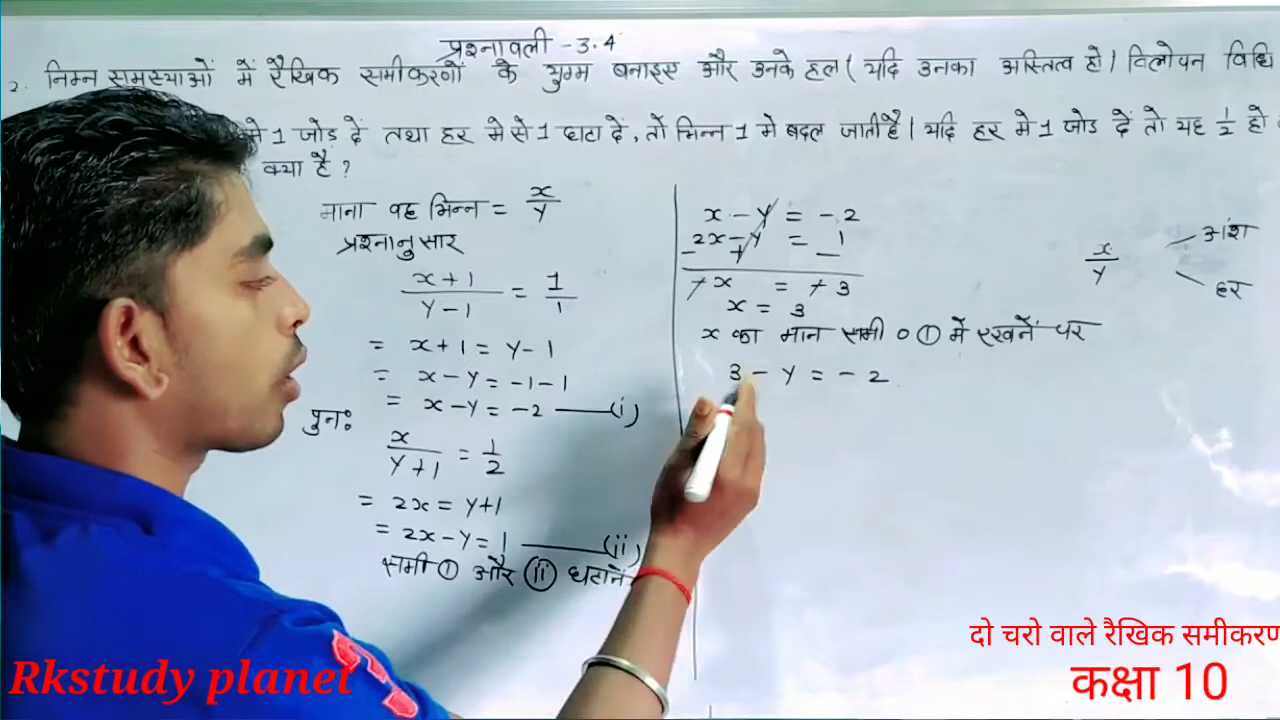 प्रश्नावली - 3.4
2. निम्न समस्याओं में रैखिक समीकरणों के युग्म बनाइए और उनके हल ( यदि उनका अस्तित्व हो ) विलोपन विधि
मे 1 जोड दें तथा हर मे से 1 घटा दें, तो भिन्न 1 मे बदल जाती है। यदि हर मे 1 जोड दें तो यह 1/2 हो
क्या है ?
माना वह भिन्न = x/y
प्रश्नानुसार
x+1/y-1 = 1/1
= x+1 = y-1
= x-y = -1-1
= x-y = -2 ——(i)
पुनः
x/y+1 = 1/2
= 2x = y+1
= 2x-y = 1 ——(ii)
समी ① और (ii) घटाने
x - y = -2
2x - y = 1
- + -
-x = -3
x = 3
x का मान समी० ① में रखनें पर
3 - y = -2
x/y
अंश
हर
दो चरो वाले रैखिक समीकरण
कक्षा 10
Rkstudy planet